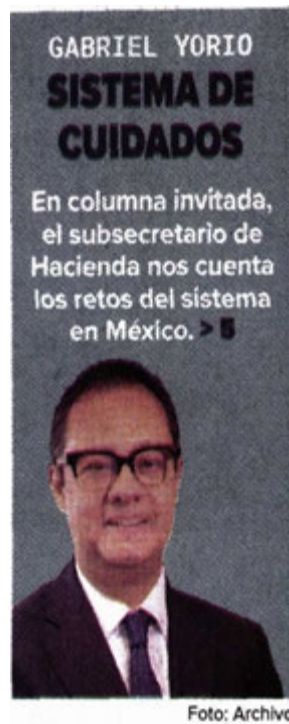 GABRIEL YORIO
SISTEMA DE
CUIDADOS
En columna invitada,
el subsecretario de
Hacienda nos cuenta
los retos del sistema
en México. > 5
Foto: Archivo